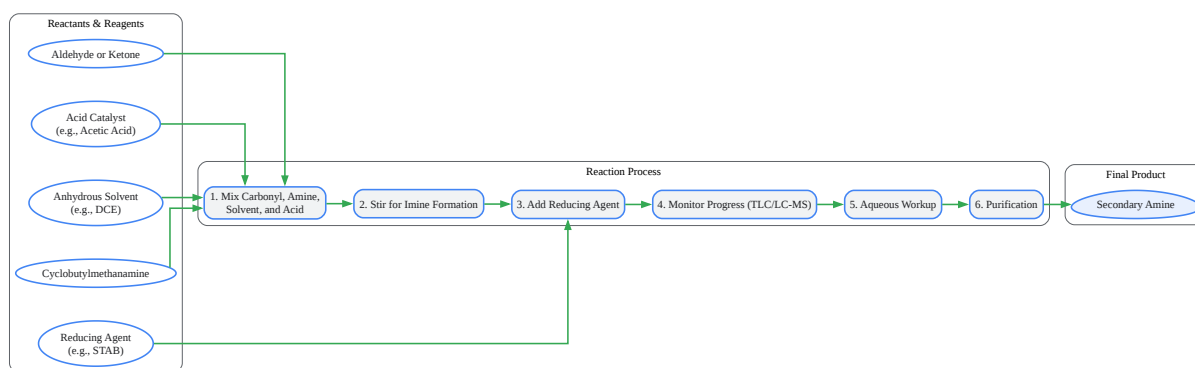 Reactants & Reagents
Aldehyde or Ketone
Acid Catalyst
(e.g., Acetic Acid)
Anhydrous Solvent
(e.g., DCE)
Cyclobutylmethanamine
Reducing Agent
(e.g., STAB)
Reaction Process
1. Mix Carbonyl, Amine,
Solvent, and Acid
2. Stir for Imine Formation
3. Add Reducing Agent
4. Monitor Progress (TLC/LC-MS)
5. Aqueous Workup
6. Purification
Final Product
Secondary Amine